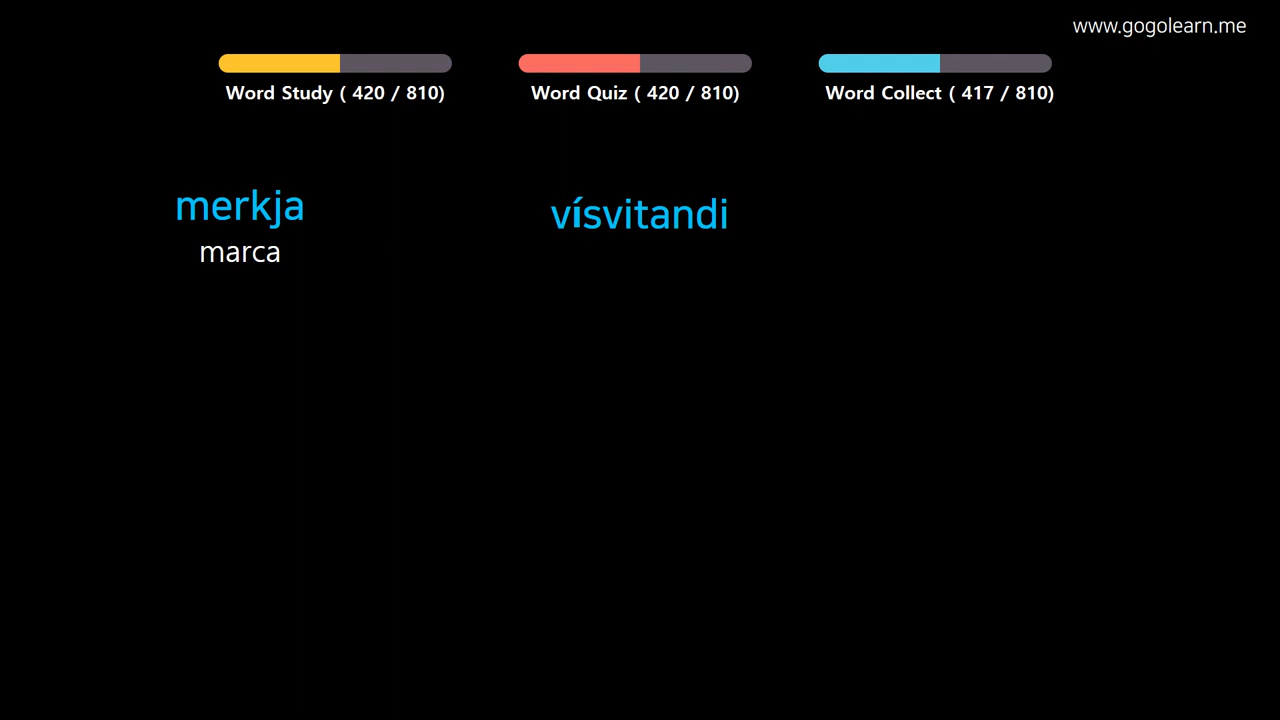 www.gogolearn.me
Word Study ( 420 / 810)
Word Quiz ( 420 / 810)
Word Collect ( 417 / 810)
merkja
marca
vísvitandi